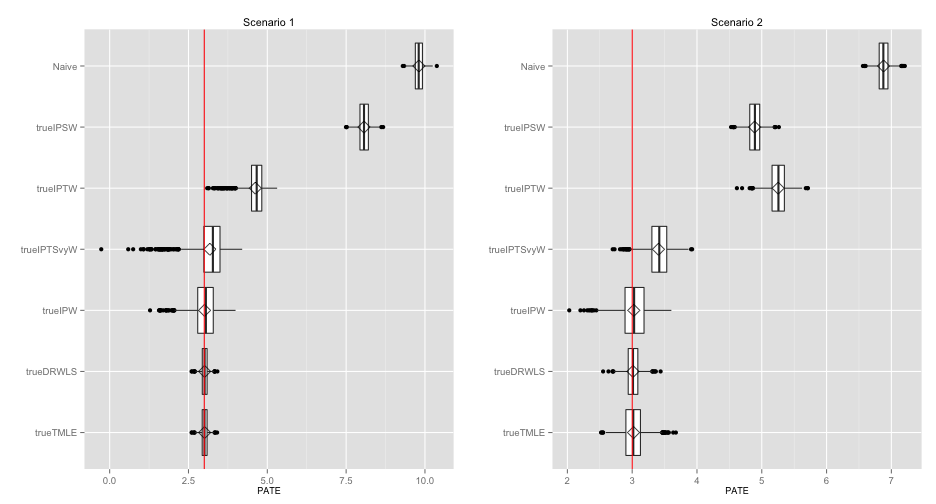 Scenario 1
Naive
trueIPSW
trueIPTW
trueIPTSvyW
trueIPW
trueDRWLS
trueTMLE
0.0 2.5 5.0 7.5 10.0
PATE
Scenario 2
Naive
trueIPSW
trueIPTW
trueIPTSvyW
trueIPW
trueDRWLS
trueTMLE
2 3 4 5 6 7
PATE